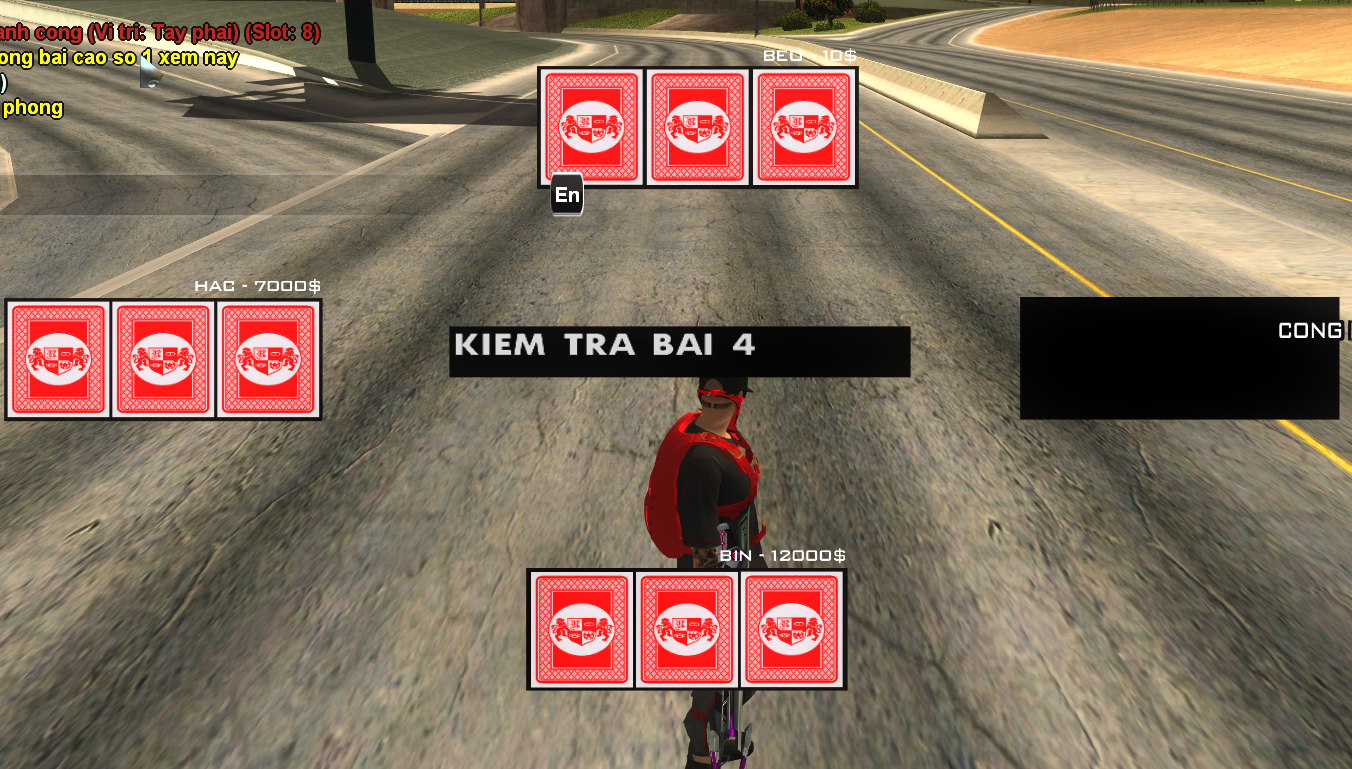 anh cong (Vi tri: Tay phai) (Slot: 8)
ong bai cao so 1 xem nay
)
phong
BEO - 10$
En
HAC - 7000$
KIEM TRA BAI 4
CONG
BIN - 12000$